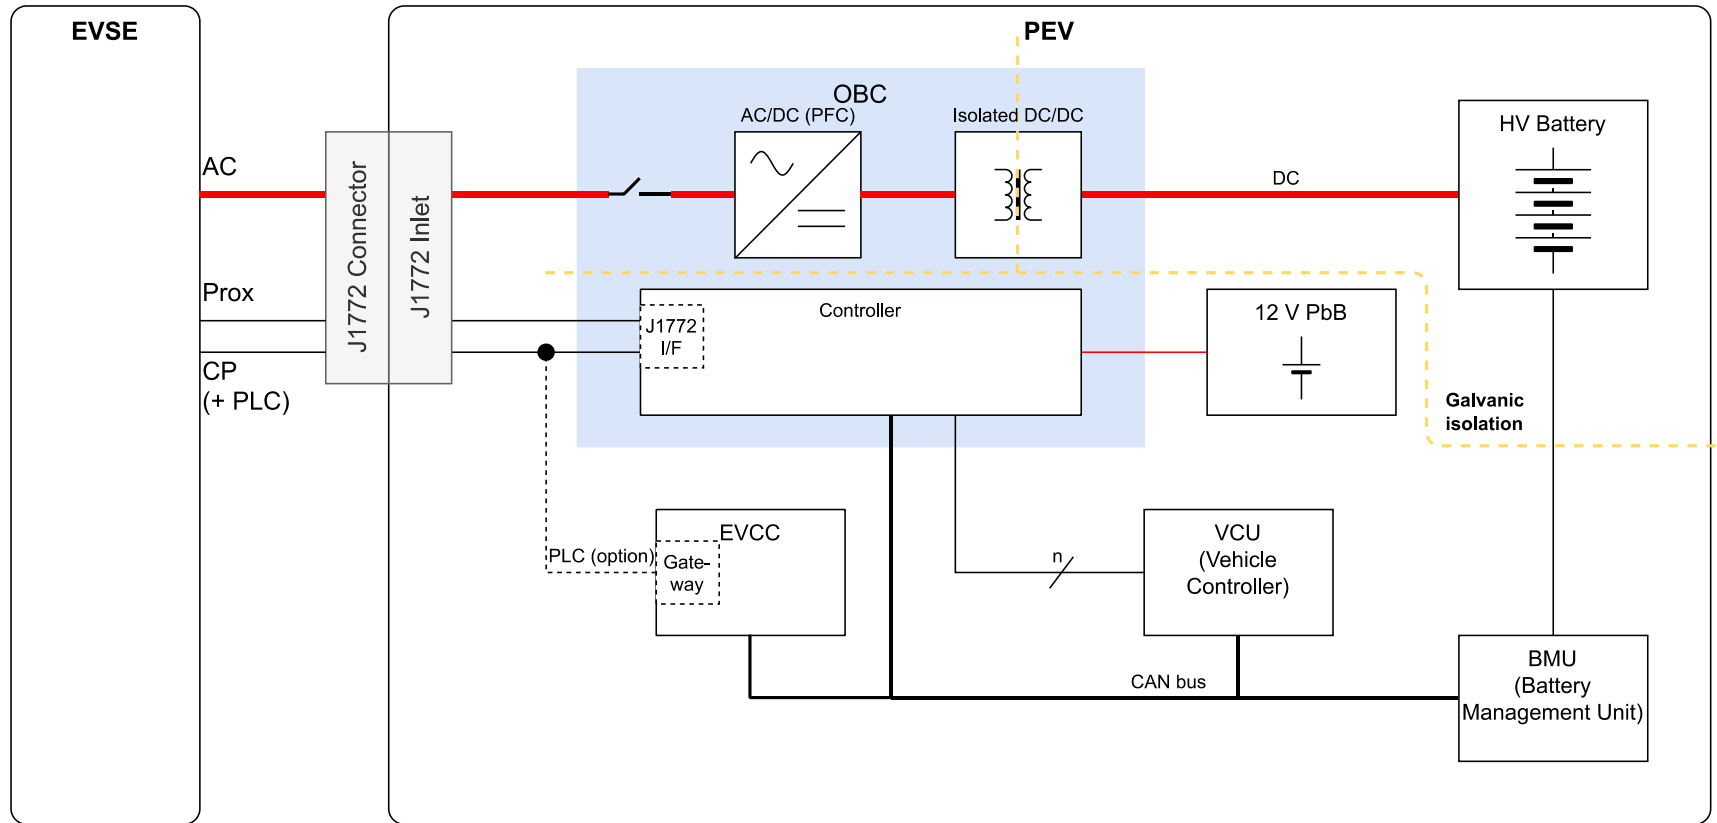 EVSE
PEV
OBC
AC/DC (PFC)
Isolated DC/DC
HV Battery
AC
DC
J1772 Connector
J1772 Inlet
Prox
CP
(+ PLC)
J1772
I/F
Controller
12 V PbB
Galvanic
isolation
EVCC
PLC (option)
Gate-
way
n
VCU
(Vehicle
Controller)
CAN bus
BMU
(Battery
Management Unit)